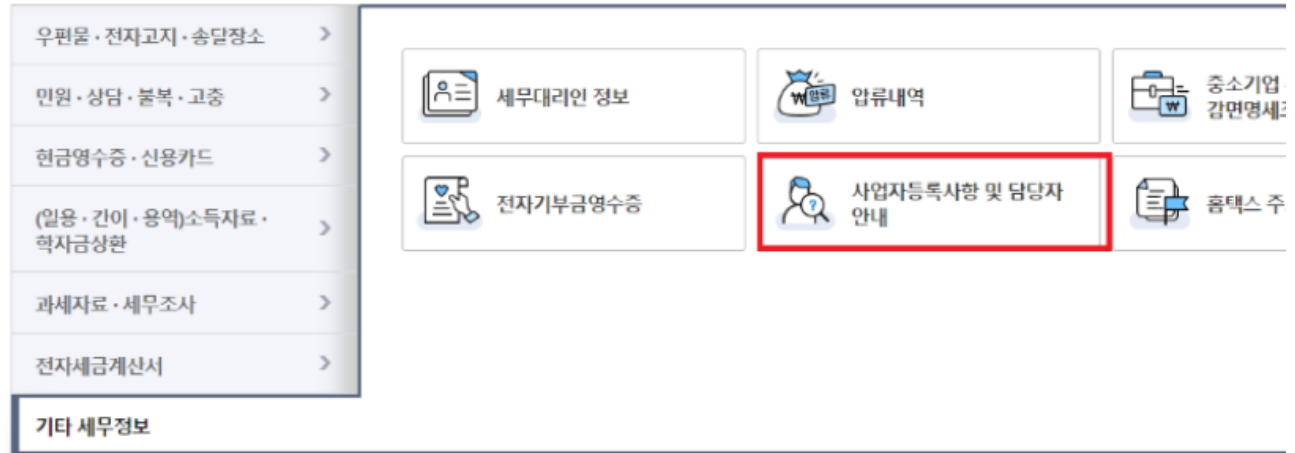 우편물·전자고지·송달장소
민원·상담·불복·고충
현금영수증·신용카드
(일용·간이·용역)소득자료·
학자금상환
과세자료·세무조사
전자세금계산서
기타 세무정보
세무대리인 정보
압류
압류내역
중소기업
감면명세
전자기부금영수증
사업자등록사항 및 담당자
안내
홈택스 주